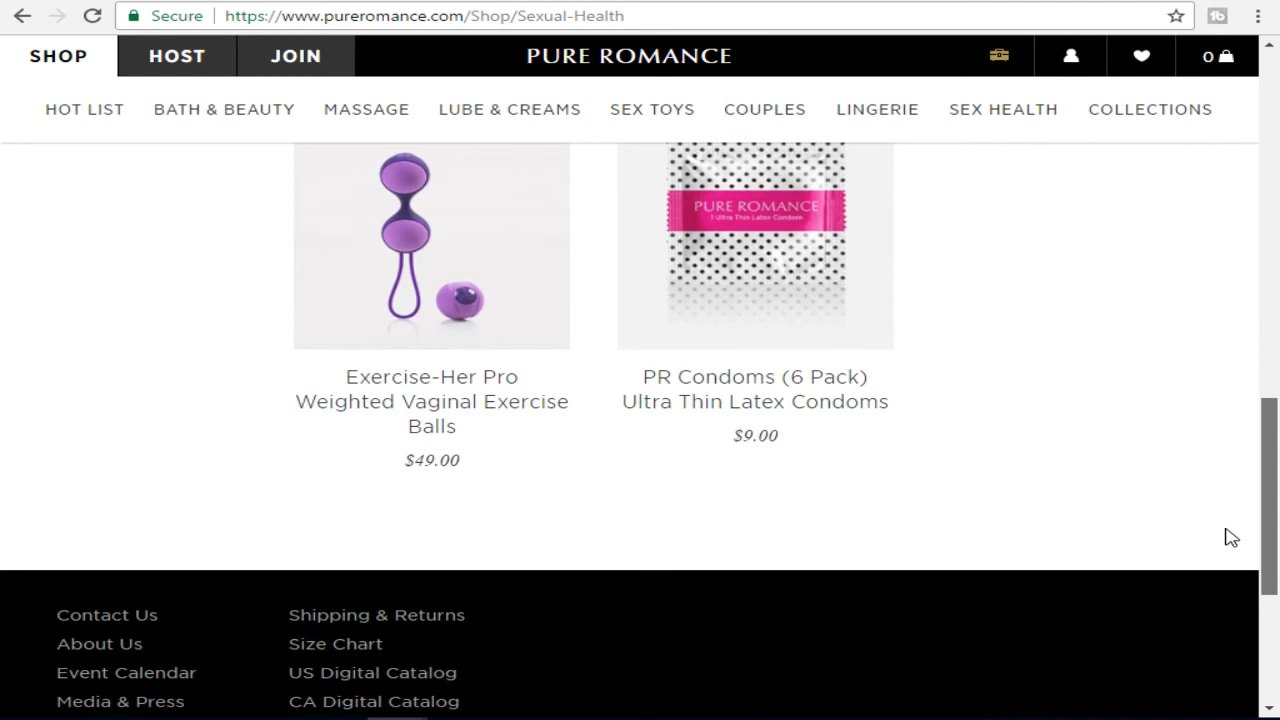 Secure https://www.pureromance.com/Shop/Sexual-Health
SHOP HOST JOIN PURE ROMANCE 0
HOT LIST BATH & BEAUTY MASSAGE LUBE & CREAMS SEX TOYS COUPLES LINGERIE SEX HEALTH COLLECTIONS
PURE ROMANCE
1 Ultra Thin Latex Condom
Exercise-Her Pro
Weighted Vaginal Exercise
Balls
$49.00
PR Condoms (6 Pack)
Ultra Thin Latex Condoms
$9.00
Contact Us
About Us
Event Calendar
Media & Press
Shipping & Returns
Size Chart
US Digital Catalog
CA Digital Catalog